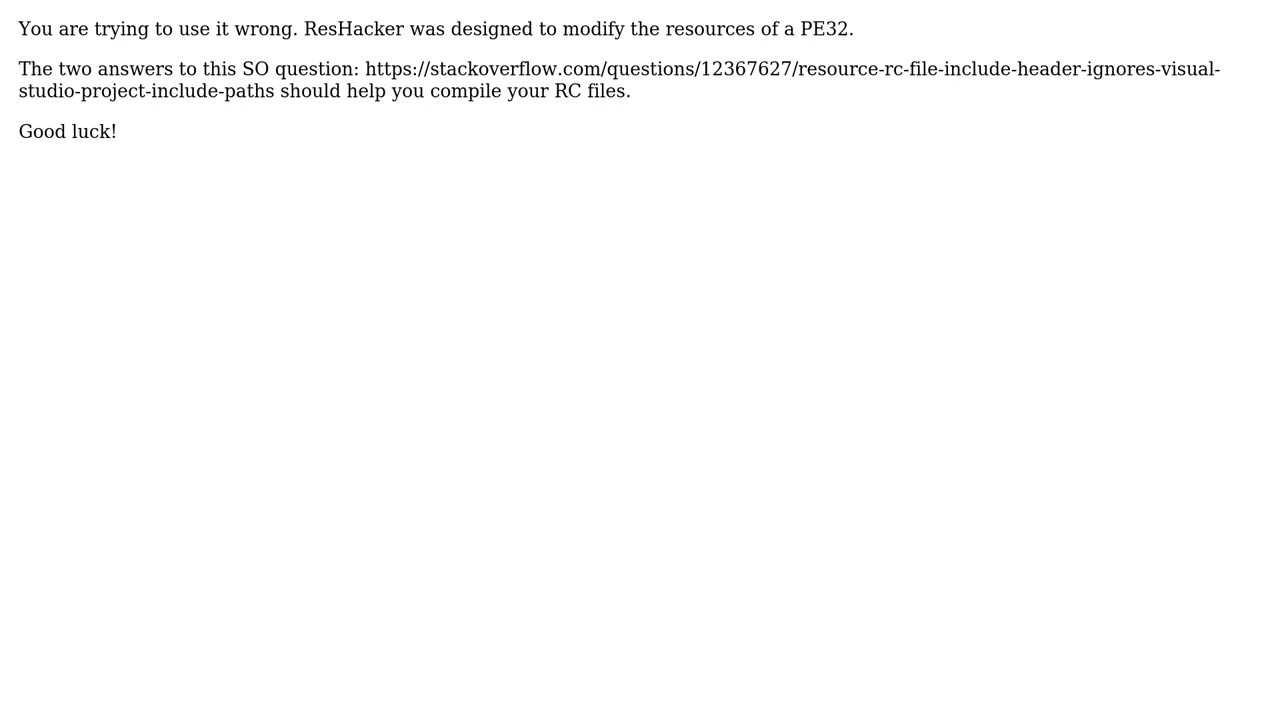 You are trying to use it wrong. ResHacker was designed to modify the resources of a PE32.
The two answers to this SO question: https://stackoverflow.com/questions/12367627/resource-rc-file-include-header-ignores-visual-
studio-project-include-paths should help you compile your RC files.
Good luck!